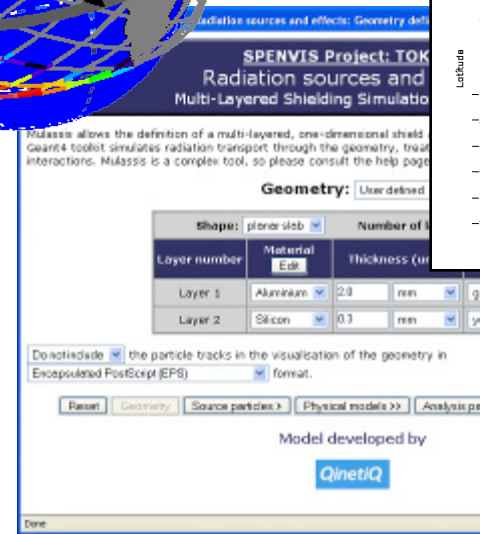 Radiation sources and effects: Geometry defi
SPENVIS Project: TOK
Radiation sources and
Multi-Layered Shielding Simulatio
Latitude
Mulassis allows the definition of a multi-layered, one-dimensional shield
Geant4 toolkit simulates radiation transport through the geometry, treat
interactions. Mulassis is a complex tool, so please consult the help page
Geometry: User defined
Shape: planar slab Number of l
Layer number Material Thickness (un
Edit
Layer 1 Aluminium 2.0 mm g
Layer 2 Silicon 0.3 mm ye
Do not include the particle tracks in the visualisation of the geometry in
Encapsulated PostScript (EPS) format.
Reset Geometry Source particles > Physical models >> Analysis pa
Model developed by
QinetiQ
Done